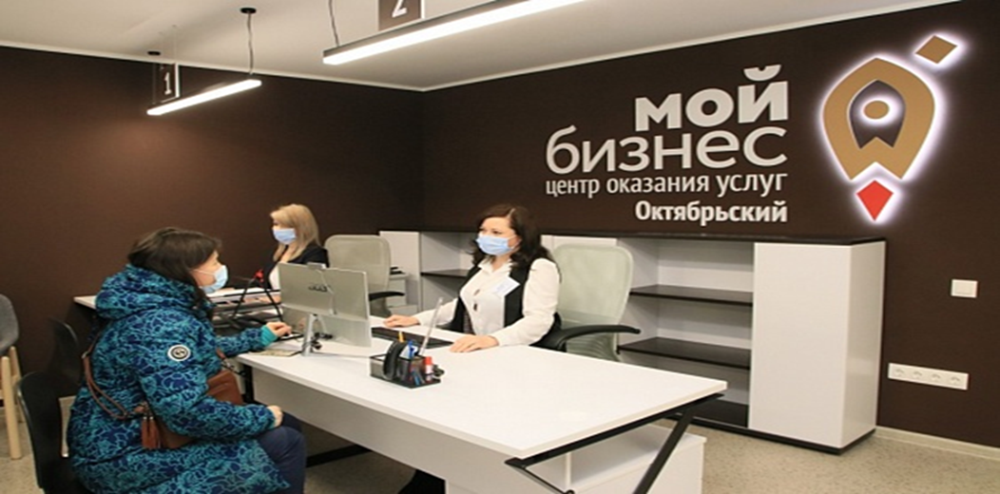 2
1
мой
бизнес
центр оказания услуг
Октябрьский